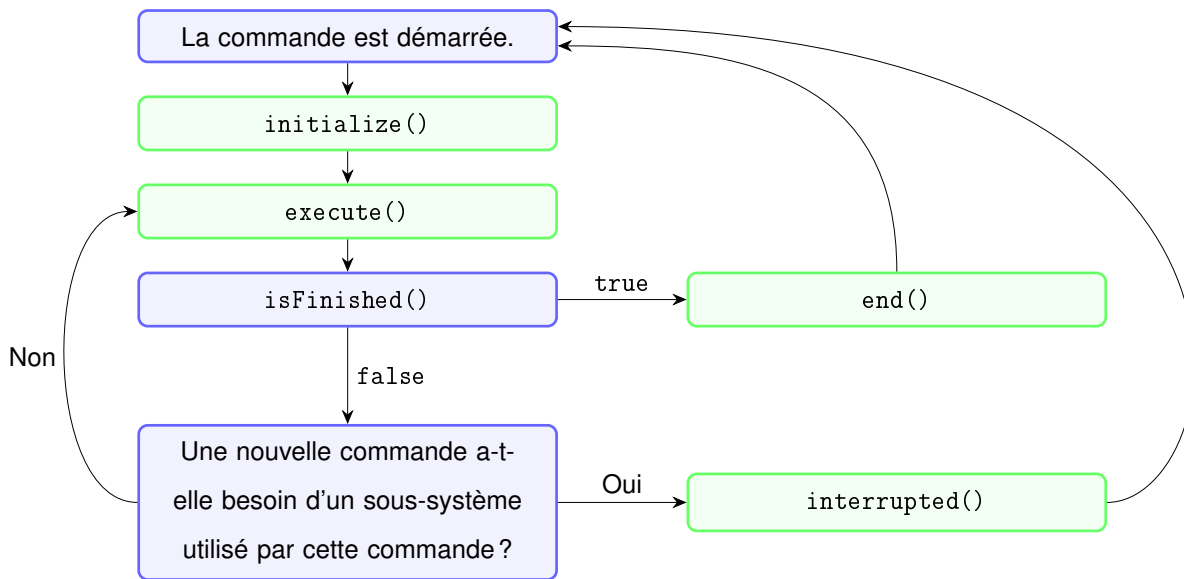 La commande est démarrée.
initialize()
execute()
isFinished()
true
end()
Non
false
Une nouvelle commande a-t-
elle besoin d'un sous-système
utilisé par cette commande ?
Oui
interrupted()